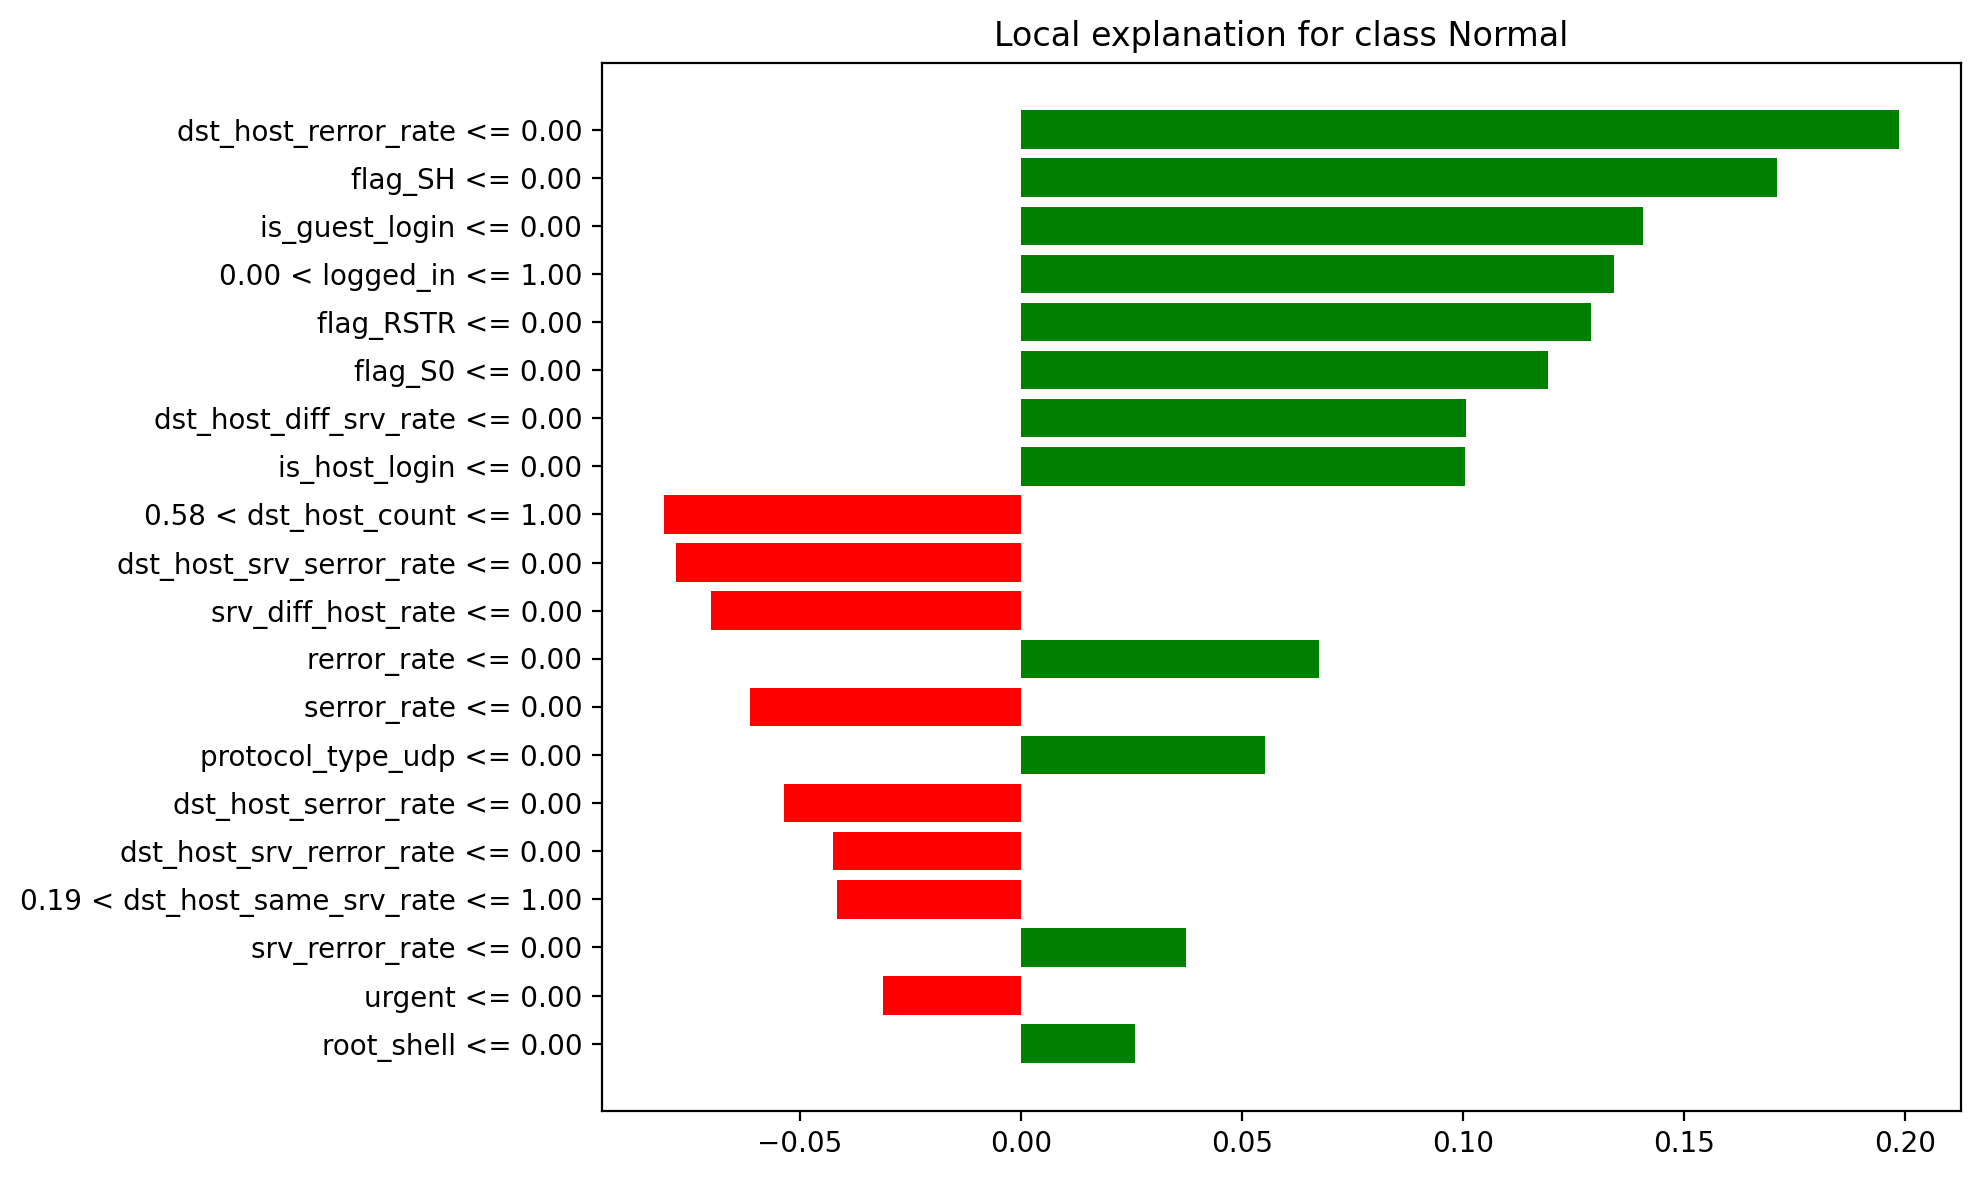 Local explanation for class Normal
dst_host_rerror_rate <= 0.00
flag_SH <= 0.00
is_guest_login <= 0.00
0.00 < logged_in <= 1.00
flag_RSTR <= 0.00
flag_S0 <= 0.00
dst_host_diff_srv_rate <= 0.00
is_host_login <= 0.00
0.58 < dst_host_count <= 1.00
dst_host_srv_serror_rate <= 0.00
srv_diff_host_rate <= 0.00
rerror_rate <= 0.00
serror_rate <= 0.00
protocol_type_udp <= 0.00
dst_host_serror_rate <= 0.00
dst_host_srv_rerror_rate <= 0.00
0.19 < dst_host_same_srv_rate <= 1.00
srv_rerror_rate <= 0.00
urgent <= 0.00
root_shell <= 0.00
−0.05 0.00 0.05 0.10 0.15 0.20